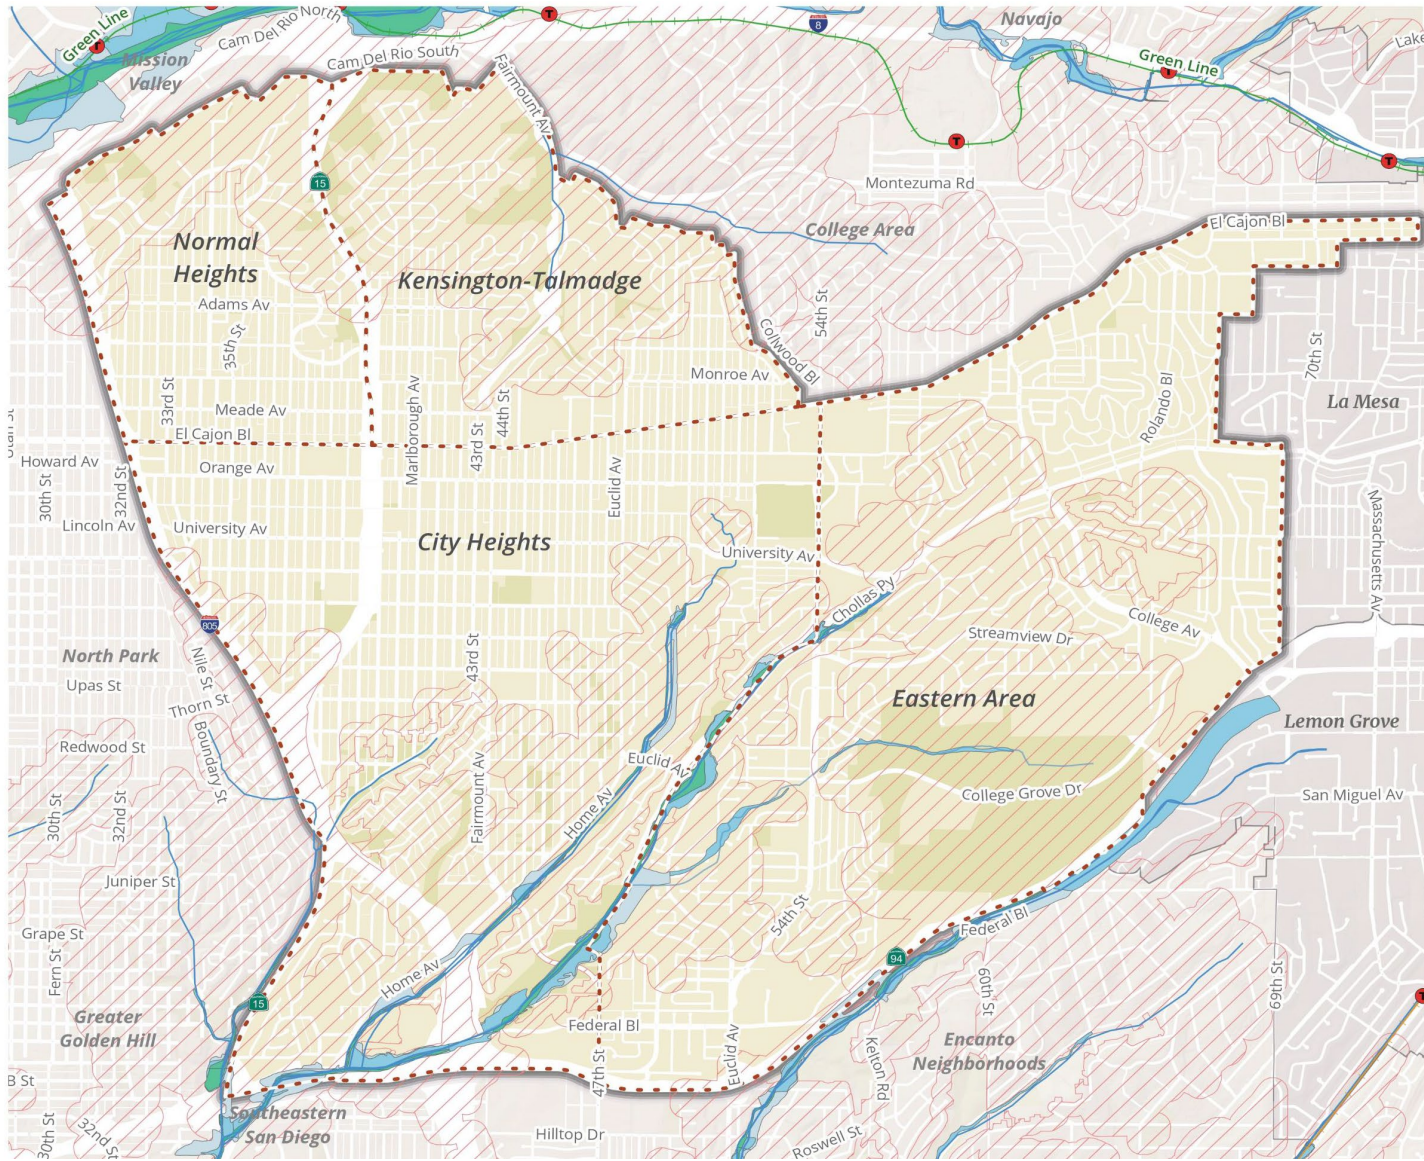 Green Line
Mission
Valley
Cam Del Rio North
Cam Del Rio South
T
T
8
Navajo
Lake
Green Line
T
T
T
Fairmount Av
15
Montezuma Rd
College Area
El Cajon Bl
Normal
Heights
Kensington-Talmadge
Adams Av
35th St
54th St
Collwood Bl
70th St
33rd St
Meade Av
El Cajon Bl
Marlborough Av
44th St
43rd St
Monroe Av
Rolando Bl
La Mesa
Utah St
Howard Av
30th St
32nd St
Orange Av
Euclid Av
Lincoln Av
University Av
City Heights
University Av
Massachusetts Av
Chollas Py
Streamview Dr
College Av
805
North Park
Upas St
Nile St
Thorn St
43rd St
Eastern Area
Lemon Grove
Redwood St
Boundary St
Euclid Av
Home Av
Fairmount Av
College Grove Dr
San Miguel Av
30th St
32nd St
Juniper St
54th St
Federal Bl
Grape St
Fern St
Home Av
94
60th St
69th St
T
15
Greater
Golden Hill
Federal Bl
47th St
Euclid Av
Kelton Rd
Encanto
Neighborhoods
B St
30th St
32nd St
Southeastern
San Diego
Hilltop Dr
Roswell St